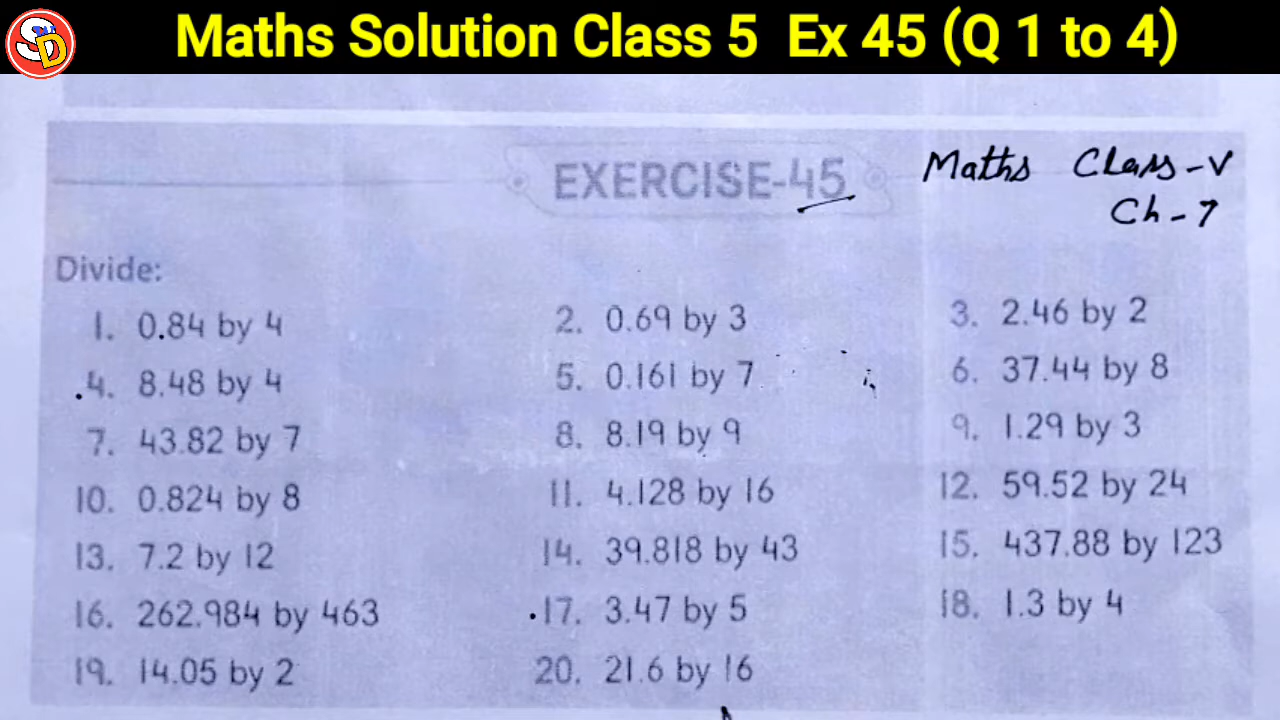 SD
Maths Solution Class 5 Ex 45 (Q 1 to 4)
EXERCISE-45
Maths Class-V
Ch-7
Divide:
1. 0.84 by 4 2. 0.69 by 3 3. 2.46 by 2
4. 8.48 by 4 5. 0.161 by 7 6. 37.44 by 8
7. 43.82 by 7 8. 8.19 by 9 9. 1.29 by 3
10. 0.824 by 8 11. 4.128 by 16 12. 59.52 by 24
13. 7.2 by 12 14. 39.818 by 43 15. 437.88 by 123
16. 262.984 by 463 17. 3.47 by 5 18. 1.3 by 4
19. 14.05 by 2 20. 21.6 by 16